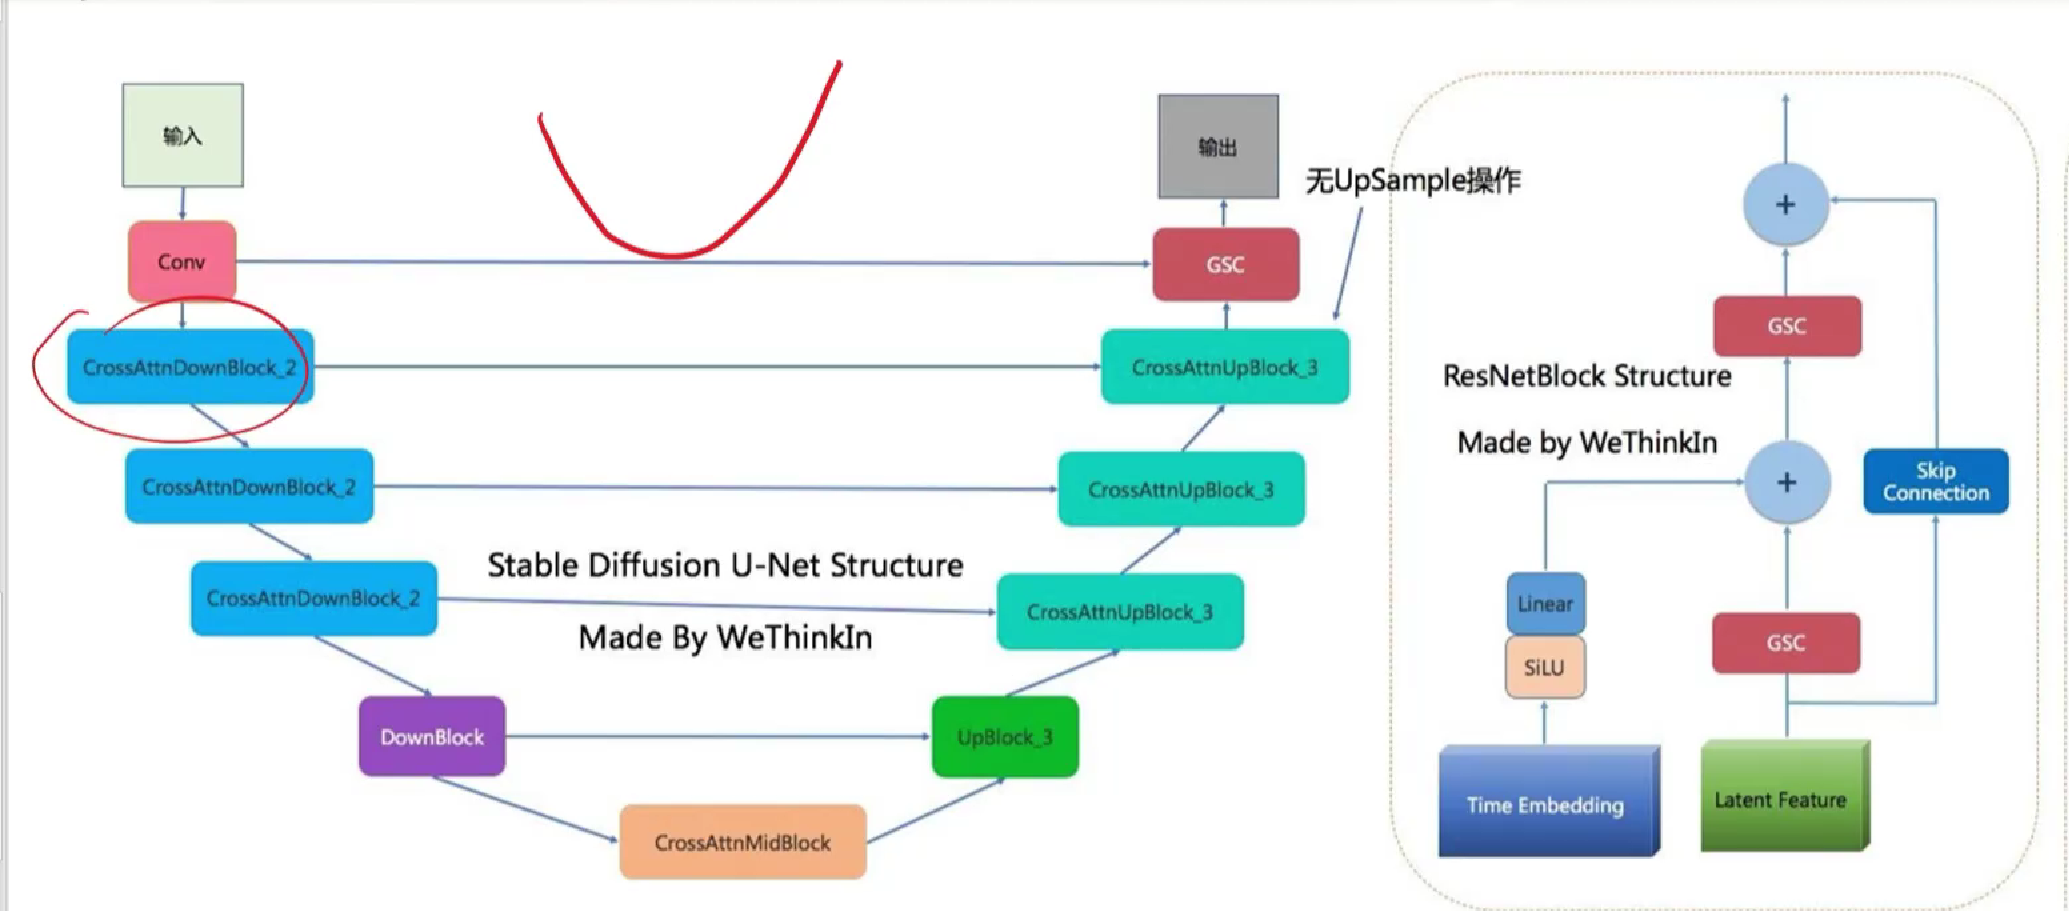 输入
输出
无UpSample操作
Conv
GSC
CrossAttnDownBlock_2
CrossAttnUpBlock_3
CrossAttnDownBlock_2
CrossAttnUpBlock_3
Stable Diffusion U-Net Structure
CrossAttnDownBlock_2
CrossAttnUpBlock_3
Made By WeThinkIn
DownBlock
UpBlock_3
CrossAttnMidBlock
+
GSC
ResNetBlock Structure
Made by WeThinkIn
+
Skip
Connection
Linear
SiLU
GSC
Time Embedding
Latent Feature